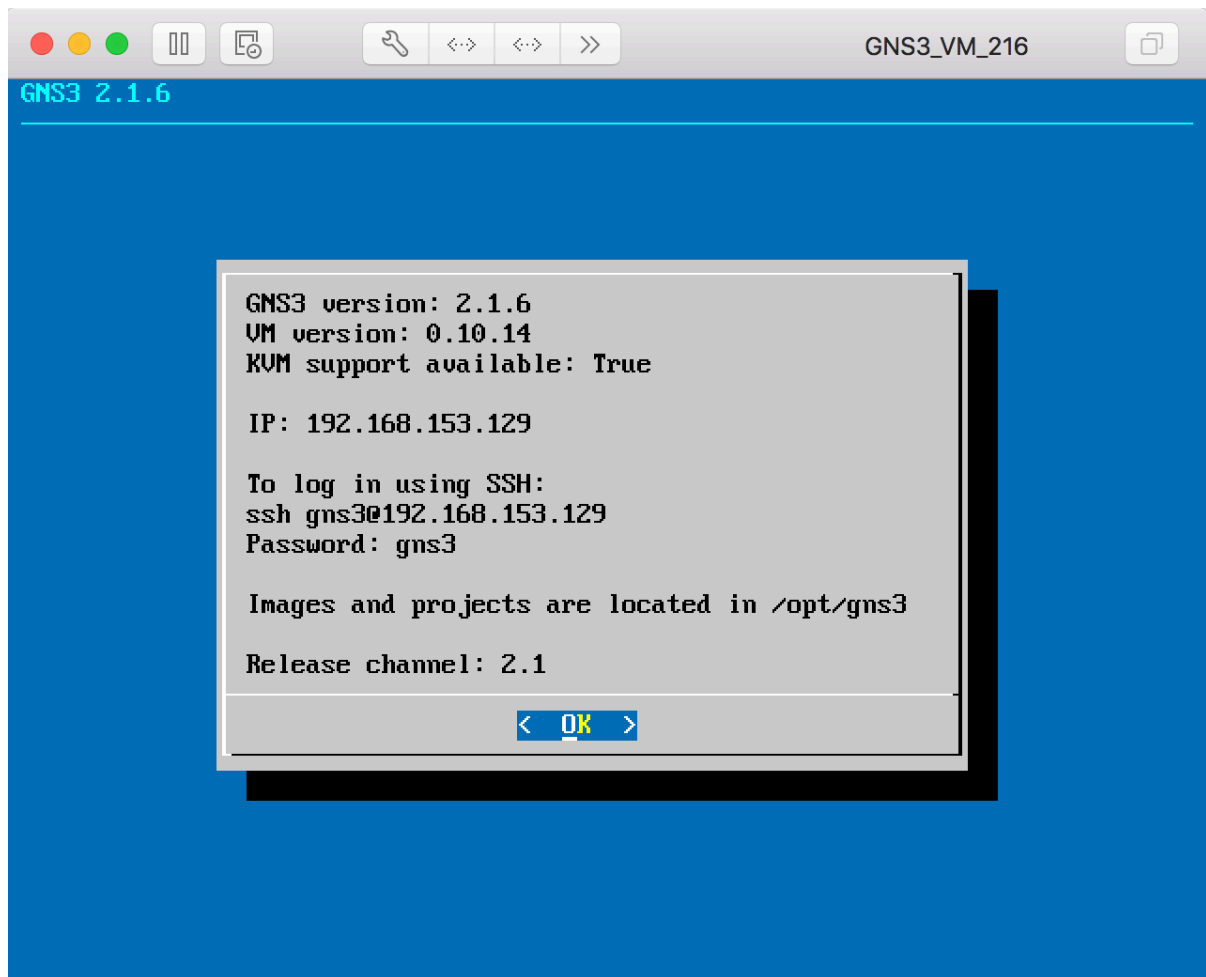 GNS3_VM_216
GNS3 2.1.6
GNS3 version: 2.1.6
VM version: 0.10.14
KVM support available: True
IP: 192.168.153.129
To log in using SSH:
ssh gns3@192.168.153.129
Password: gns3
Images and projects are located in /opt/gns3
Release channel: 2.1
<  OK  >